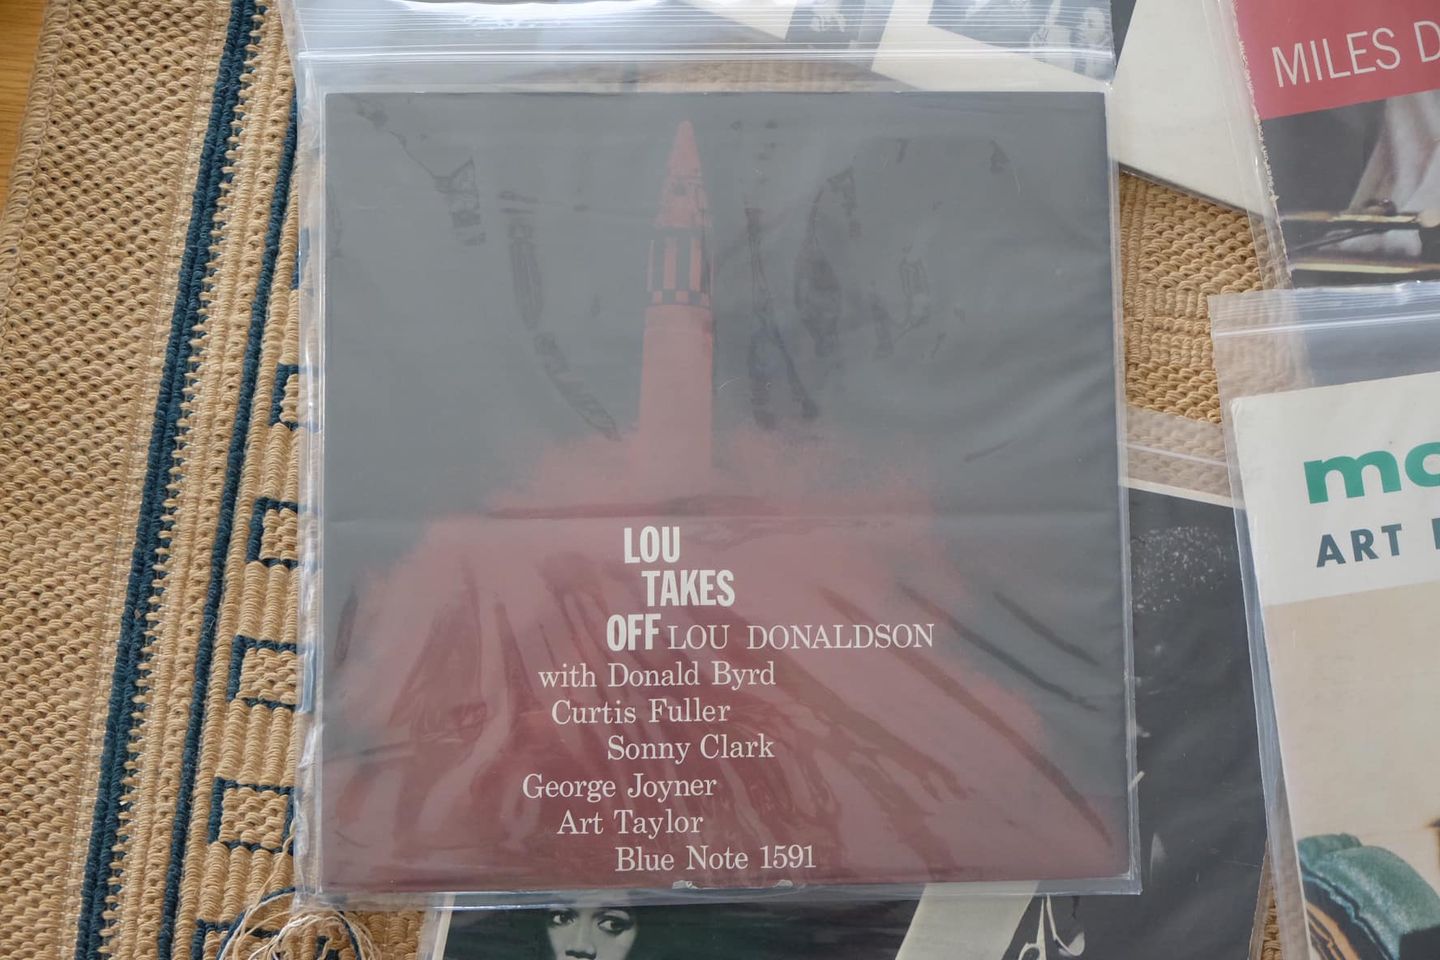 MILES D
LOU
TAKES
OFF LOU DONALDSON
with Donald Byrd
Curtis Fuller
Sonny Clark
George Joyner
Art Taylor
Blue Note 1591
mo
ART